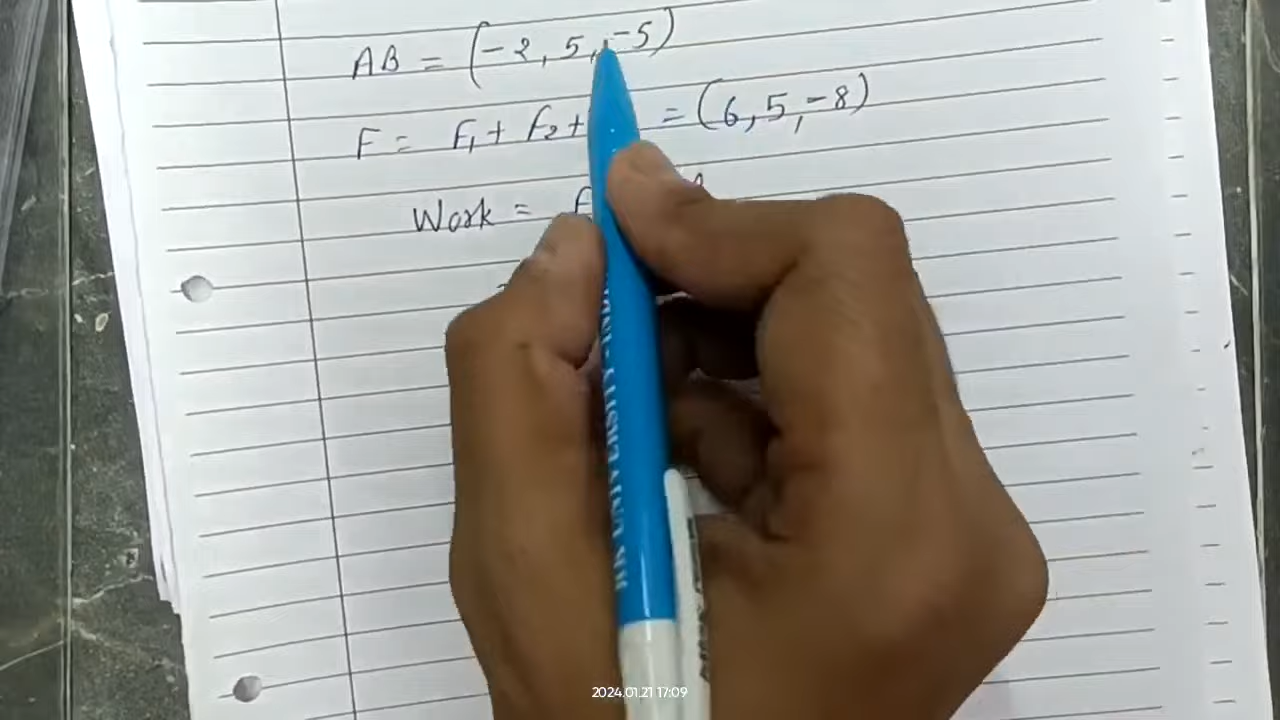 AB = (-2, 5, -5)
F = F₁ + F₂ + = (6, 5, -8)
Work =
2024.01.21 17:09